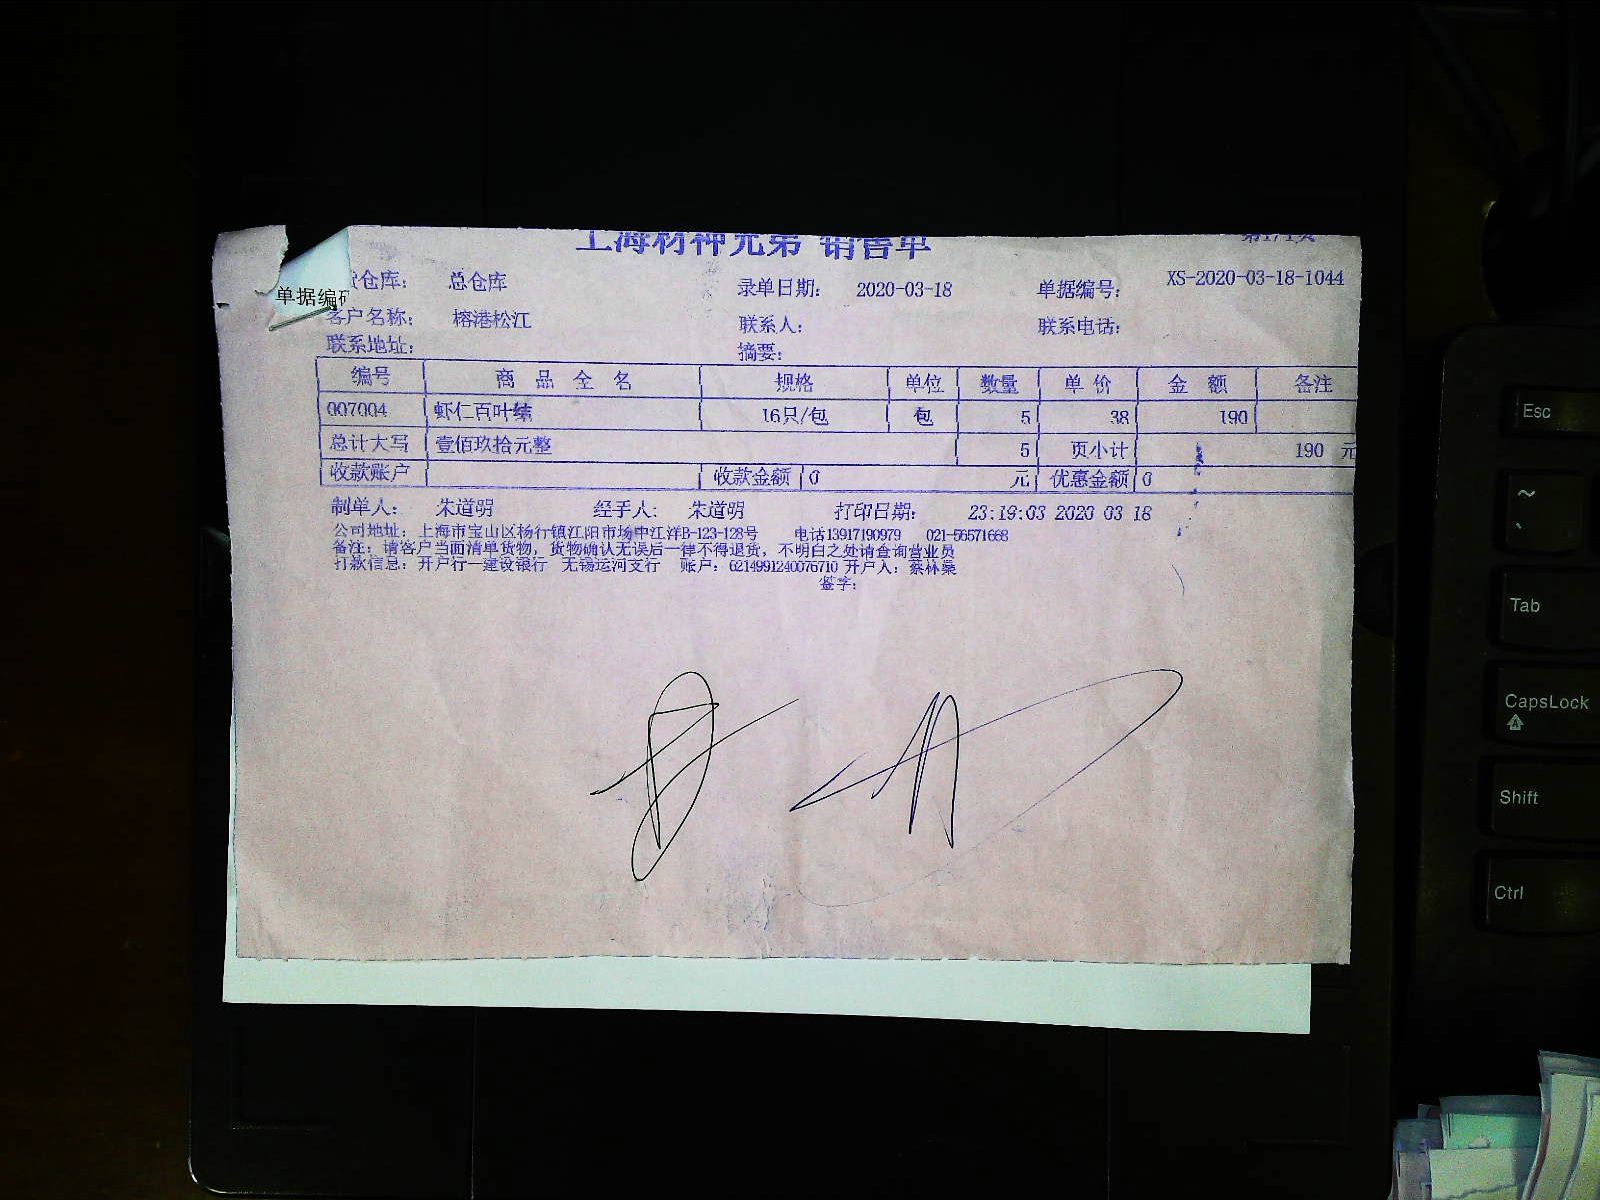 上海材神兄弟 销售单
第1/1页
仓库： 总仓库 录单日期： 2020-03-18 单据编号： XS-2020-03-18-1044
单据编
客户名称： 榕港松江 联系人： 联系电话：
联系地址： 摘要：
编号 商 品 全 名 规格 单位 数量 单 价 金 额 备注
007004 虾仁百叶结 16只/包 包 5 38 190
总计大写 壹佰玖拾元整 5 页小计 190 元
收款账户 收款金额 0 元 优惠金额 0
制单人： 朱道明 经手人： 朱道明 打印日期： 23:19:03 2020 03 18
公司地址：上海市宝山区杨行镇江阳市场中江洋B-123-128号 电话13917190979 021-56571668
备注：请客户当面清单货物，货物确认无误后一律不得退货，不明白之处请查询营业员
打款信息：开户行一建设银行 无锡运河支行 账户：6214991240076710 开户人：蔡林燊
签字：
Esc
~
`
Tab
CapsLock
Shift
Ctrl